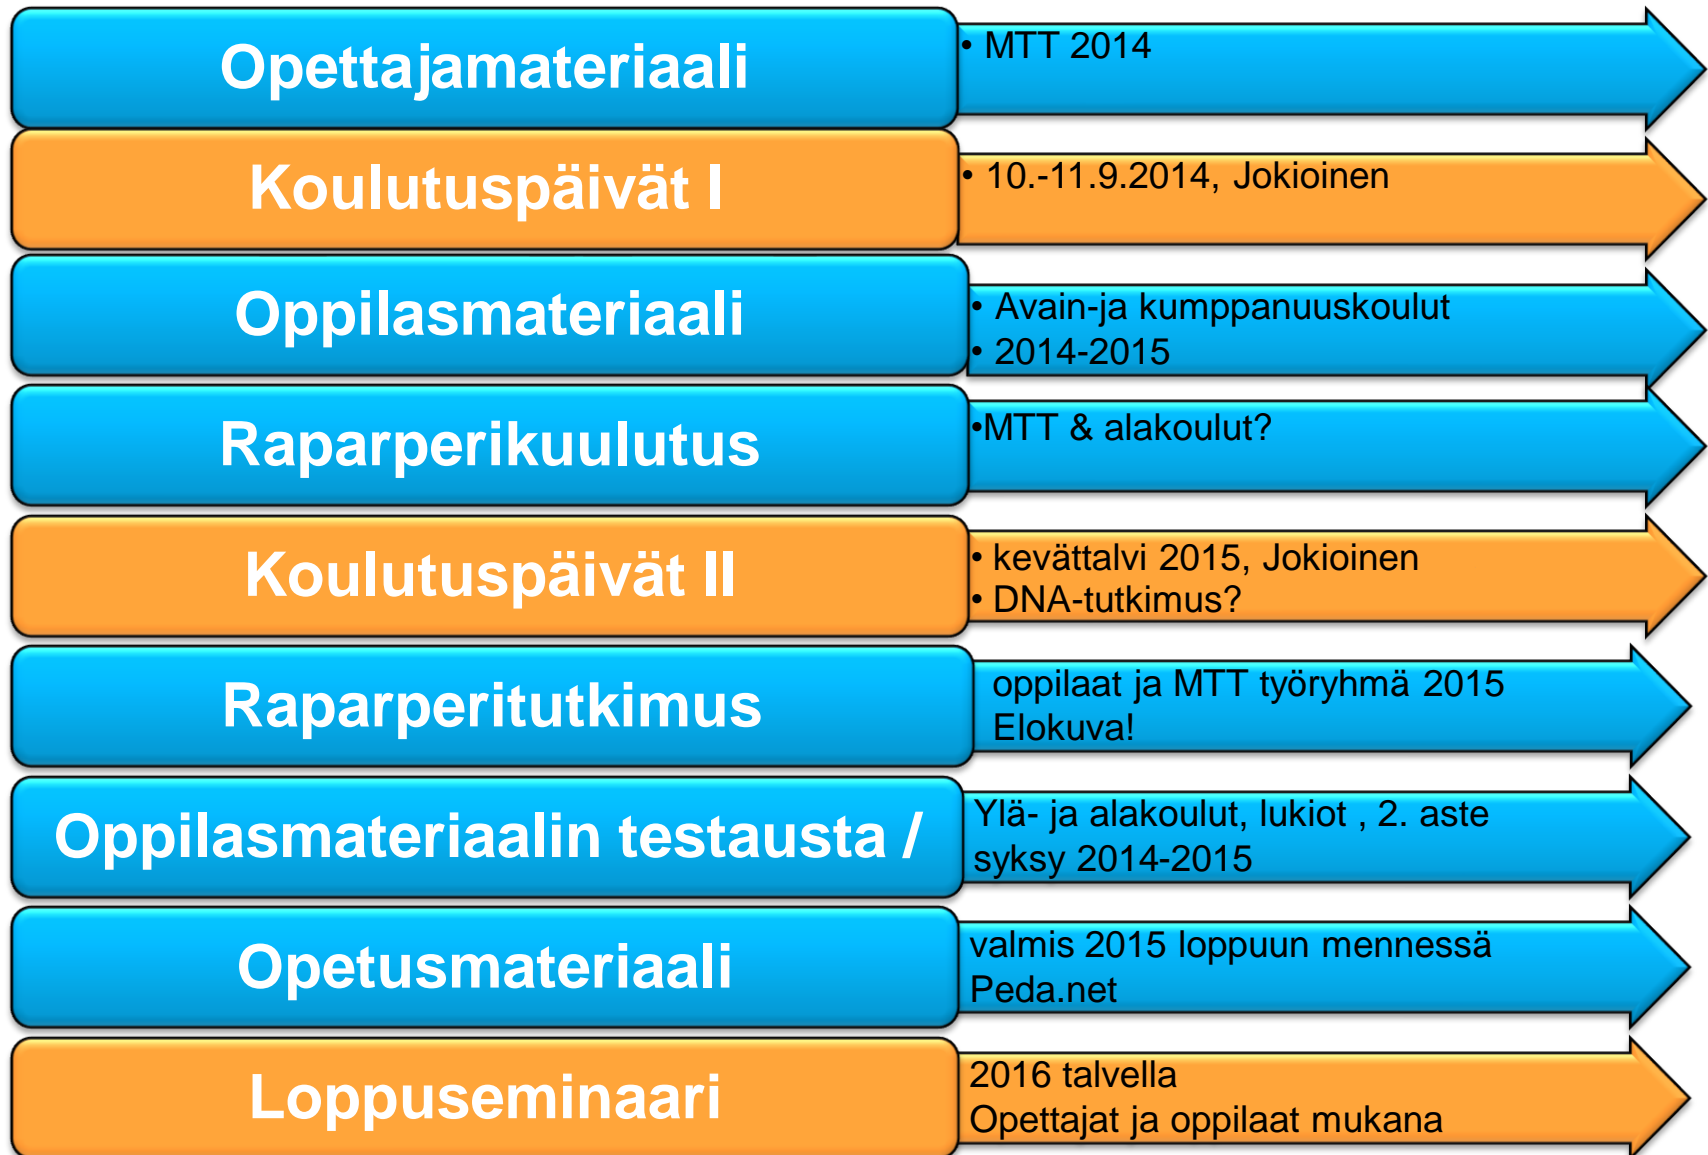 Opettajamateriaali
• MTT 2014
Koulutuspäivät I
• 10.-11.9.2014, Jokioinen
Oppilasmateriaali
• Avain-ja kumppanuuskoulut
• 2014-2015
Raparperikuulutus
•MTT & alakoulut?
Koulutuspäivät II
• kevättalvi 2015, Jokioinen
• DNA-tutkimus?
Raparperitutkimus
oppilaat ja MTT työryhmä 2015
Elokuva!
Oppilasmateriaalin testausta /
Ylä- ja alakoulut, lukiot , 2. aste
syksy 2014-2015
Opetusmateriaali
valmis 2015 loppuun mennessä
Peda.net
Loppuseminaari
2016 talvella
Opettajat ja oppilaat mukana